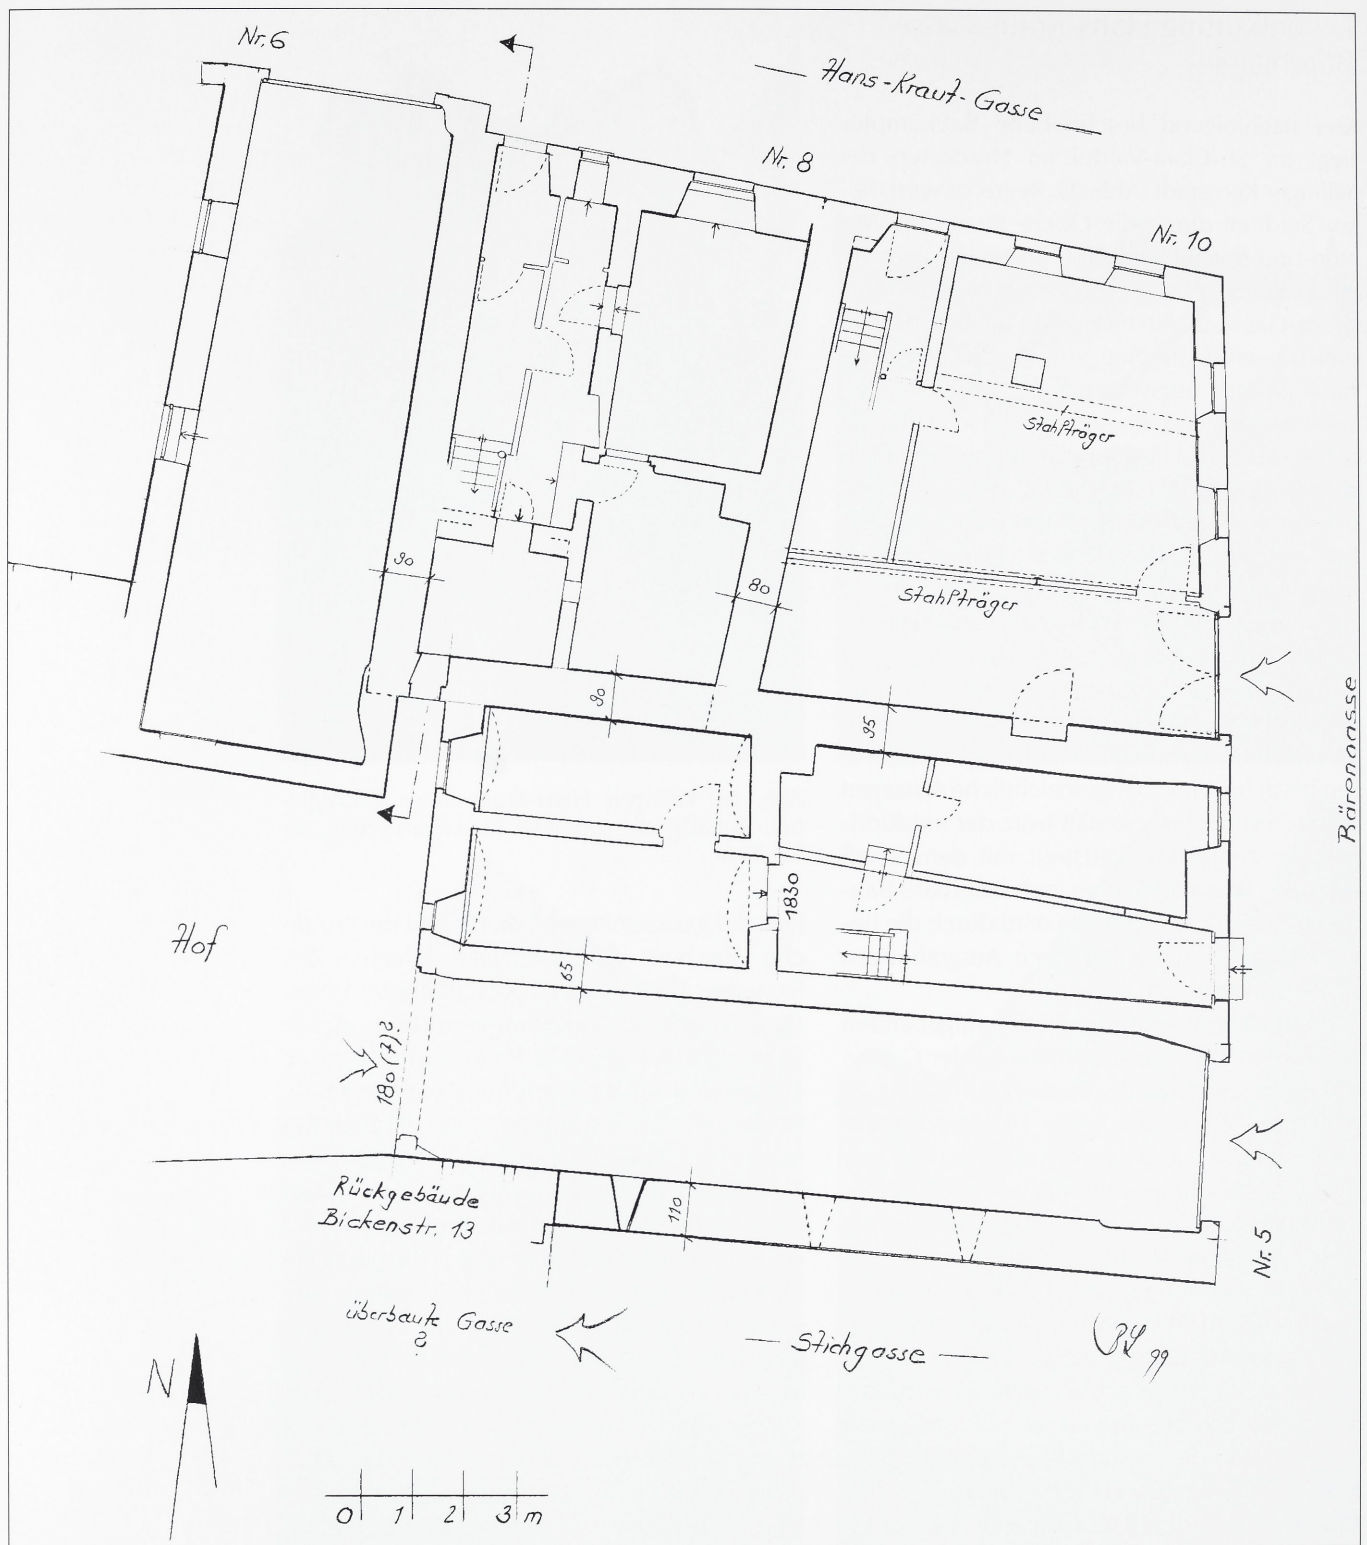 Nr. 6
Hans-Kraut-Gasse
Nr. 8
Nr. 10
Stahlträger
90
80
Stahlträger
90
95
Bärengasse
1830
Hof
65
180(7)?
Rückgebäude
Bickenstr. 13
110
Nr. 5
überbaute Gasse
?
Stichgasse
99
N
0 1 2 3 m